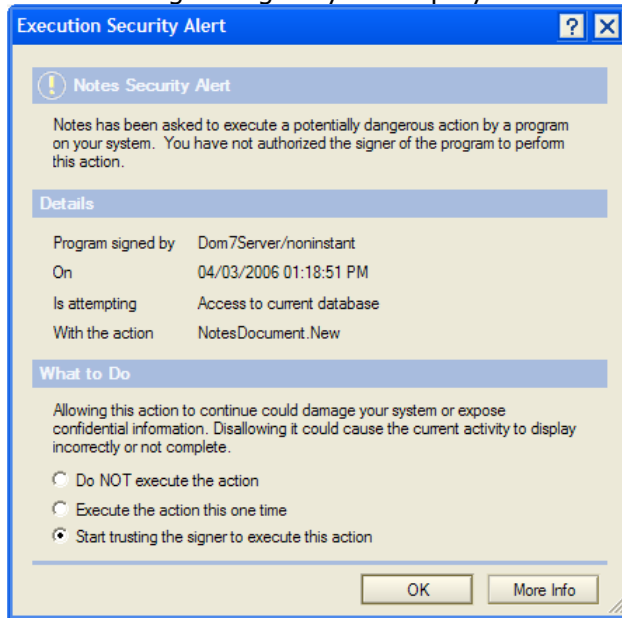 Execution Security Alert
Notes Security Alert
Notes has been asked to execute a potentially dangerous action by a program
on your system. You have not authorized the signer of the program to perform
this action.
Details
Program signed by Dom7Server/noninstant
On 04/03/2006 01:18:51 PM
Is attempting Access to current database
With the action NotesDocument.New
What to Do
Allowing this action to continue could damage your system or expose
confidential information. Disallowing it could cause the current activity to display
incorrectly or not complete.
Do NOT execute the action
Execute the action this one time
Start trusting the signer to execute this action
OK More Info